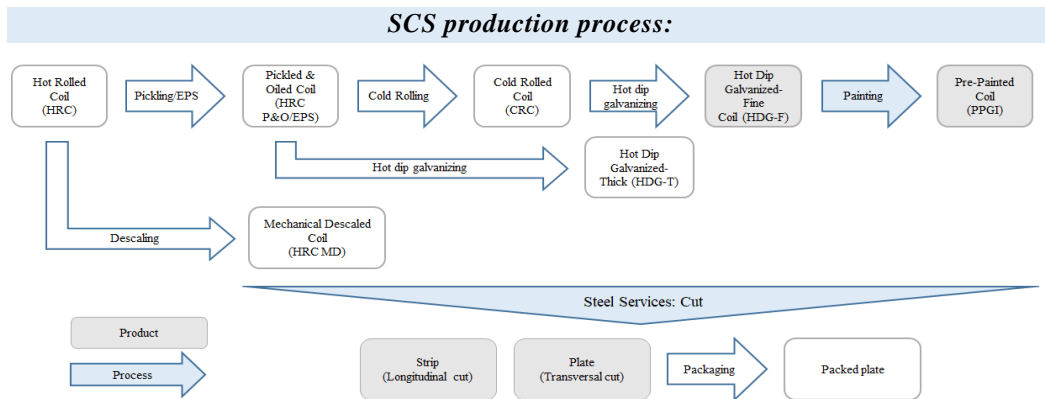 SCS production process:
Hot Rolled
Coil
(HRC)
Pickling/EPS
Pickled &
Oiled Coil
(HRC
P&O/EPS)
Cold Rolling
Cold Rolled
Coil
(CRC)
Hot dip
galvanizing
Hot Dip
Galvanized-
Fine
Coil (HDG-F)
Painting
Pre-Painted
Coil
(PPGI)
Hot dip galvanizing
Hot Dip
Galvanized-
Thick (HDG-T)
Descaling
Mechanical Descaled
Coil
(HRC MD)
Steel Services: Cut
Product
Process
Strip
(Longitudinal cut)
Plate
(Transversal cut)
Packaging
Packed plate